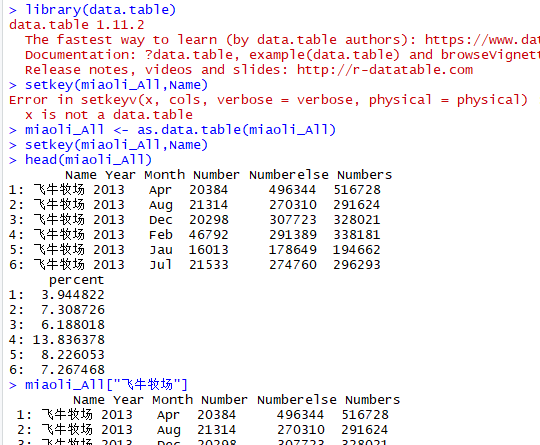 > library(data.table)
data.table 1.11.2
The fastest way to learn (by data.table authors): https://www.dat
Documentation: ?data.table, example(data.table) and browseVignett
Release notes, videos and slides: http://r-datatable.com
> setkey(miaoli_All,Name)
Error in setkeyv(x, cols, verbose = verbose, physical = physical)
x is not a data.table
> miaoli_All <- as.data.table(miaoli_All)
> setkey(miaoli_All,Name)
> head(miaoli_All)
Name Year Month Number Numberelse Numbers
1: 飞牛牧场 2013 Apr 20384 496344 516728
2: 飞牛牧场 2013 Aug 21314 270310 291624
3: 飞牛牧场 2013 Dec 20298 307723 328021
4: 飞牛牧场 2013 Feb 46792 291389 338181
5: 飞牛牧场 2013 Jau 16013 178649 194662
6: 飞牛牧场 2013 Jul 21533 274760 296293
percent
1: 3.944822
2: 7.308726
3: 6.188018
4: 13.836378
5: 8.226053
6: 7.267468
> miaoli_All["飞牛牧场"]
Name Year Month Number Numberelse Numbers
1: 飞牛牧场 2013 Apr 20384 496344 516728
2: 飞牛牧场 2013 Aug 21314 270310 291624
3: 飞牛牧场 2013 Dec 20298 307723 328021